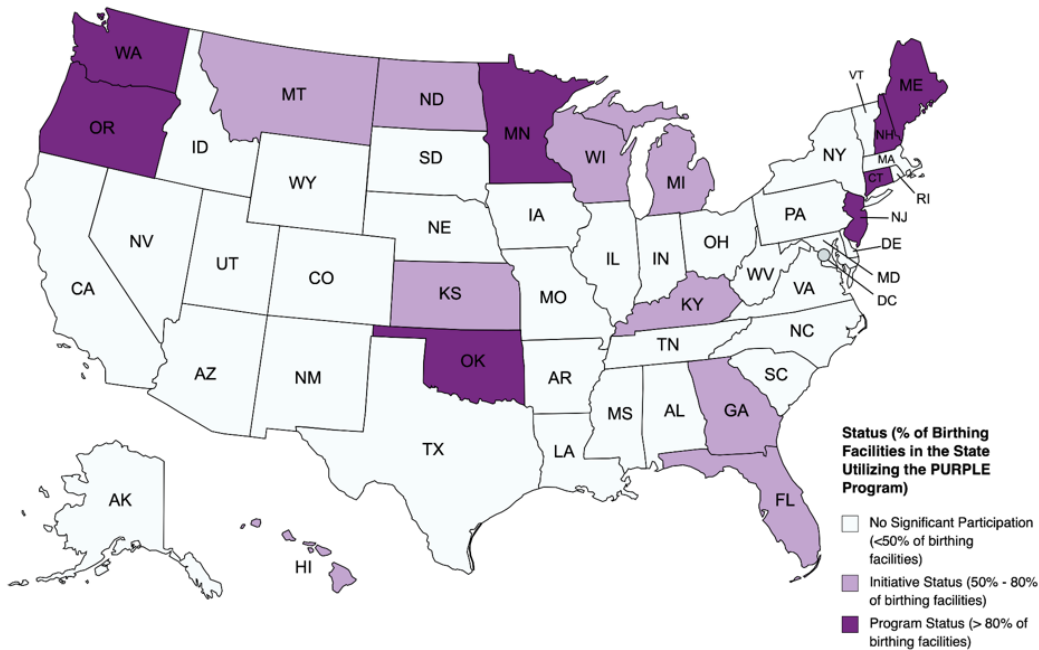 WA
OR
ID
MT
ND
MN
SD
WY
WI
MI
VT
ME
NH
NY
MA
CT
RI
NJ
PA
DE
MD
DC
IA
NE
NV
UT
CO
CA
IL
IN
OH
WV
VA
KS
MO
KY
NC
TN
AZ
NM
OK
AR
SC
MS
AL
GA
TX
LA
FL
AK
HI
Status (% of Birthing
Facilities in the State
Utilizing the PURPLE
Program)
No Significant Participation
(<50% of birthing
facilities)
Initiative Status (50% - 80%
of birthing facilities)
Program Status (> 80% of
birthing facilities)